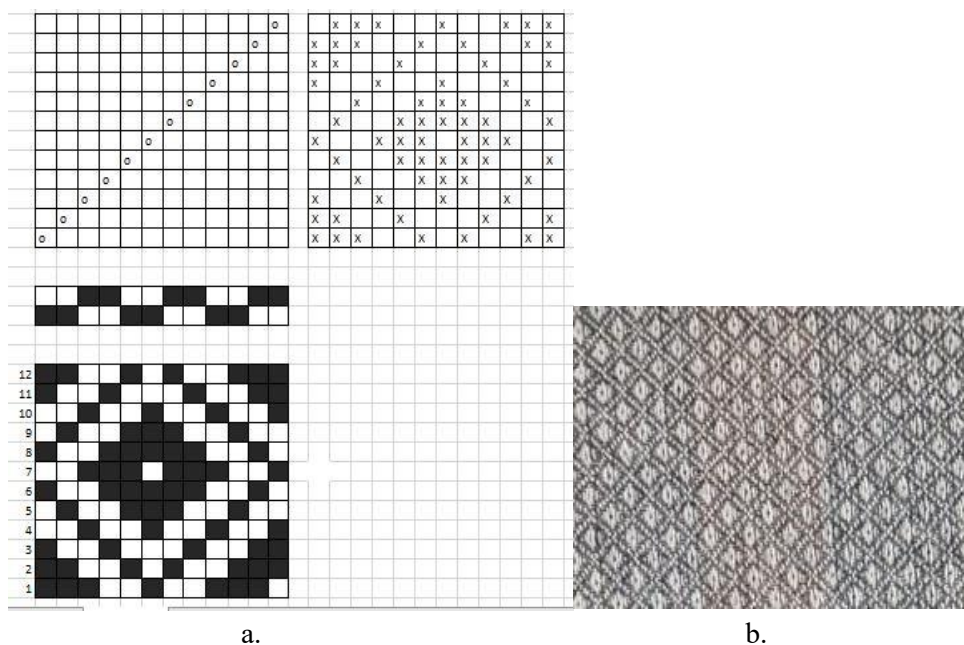 o X X X X X X X
o X X X X X X X
o X X X X X
o X X X X
o X X X X X
o X X X X X X X
o X X X X X X X
o X X X X X X X
o X X X X X
o X X X X
o X X X X X
o X X X X X X X
12
11
10
9
8
7
6
5
4
3
2
1
a. b.